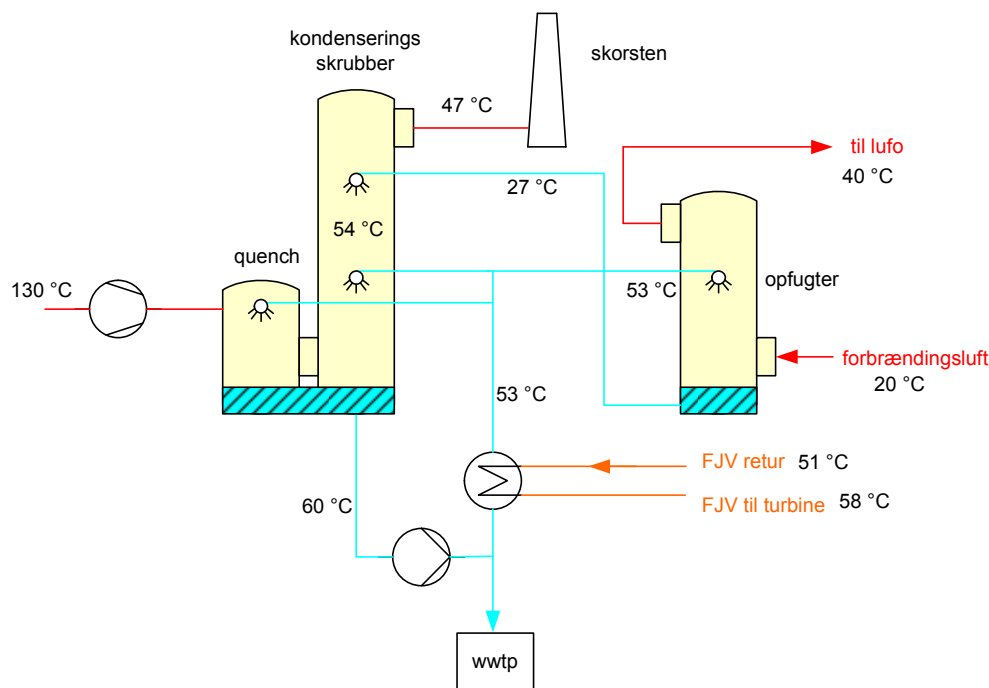 kondenserings
skrubber
skorsten
47 °C
til lufo
40 °C
27 °C
54 °C
quench
130 °C
53 °C
opfugter
forbrændingsluft
20 °C
53 °C
FJV retur 51 °C
FJV til turbine 58 °C
60 °C
wwtp